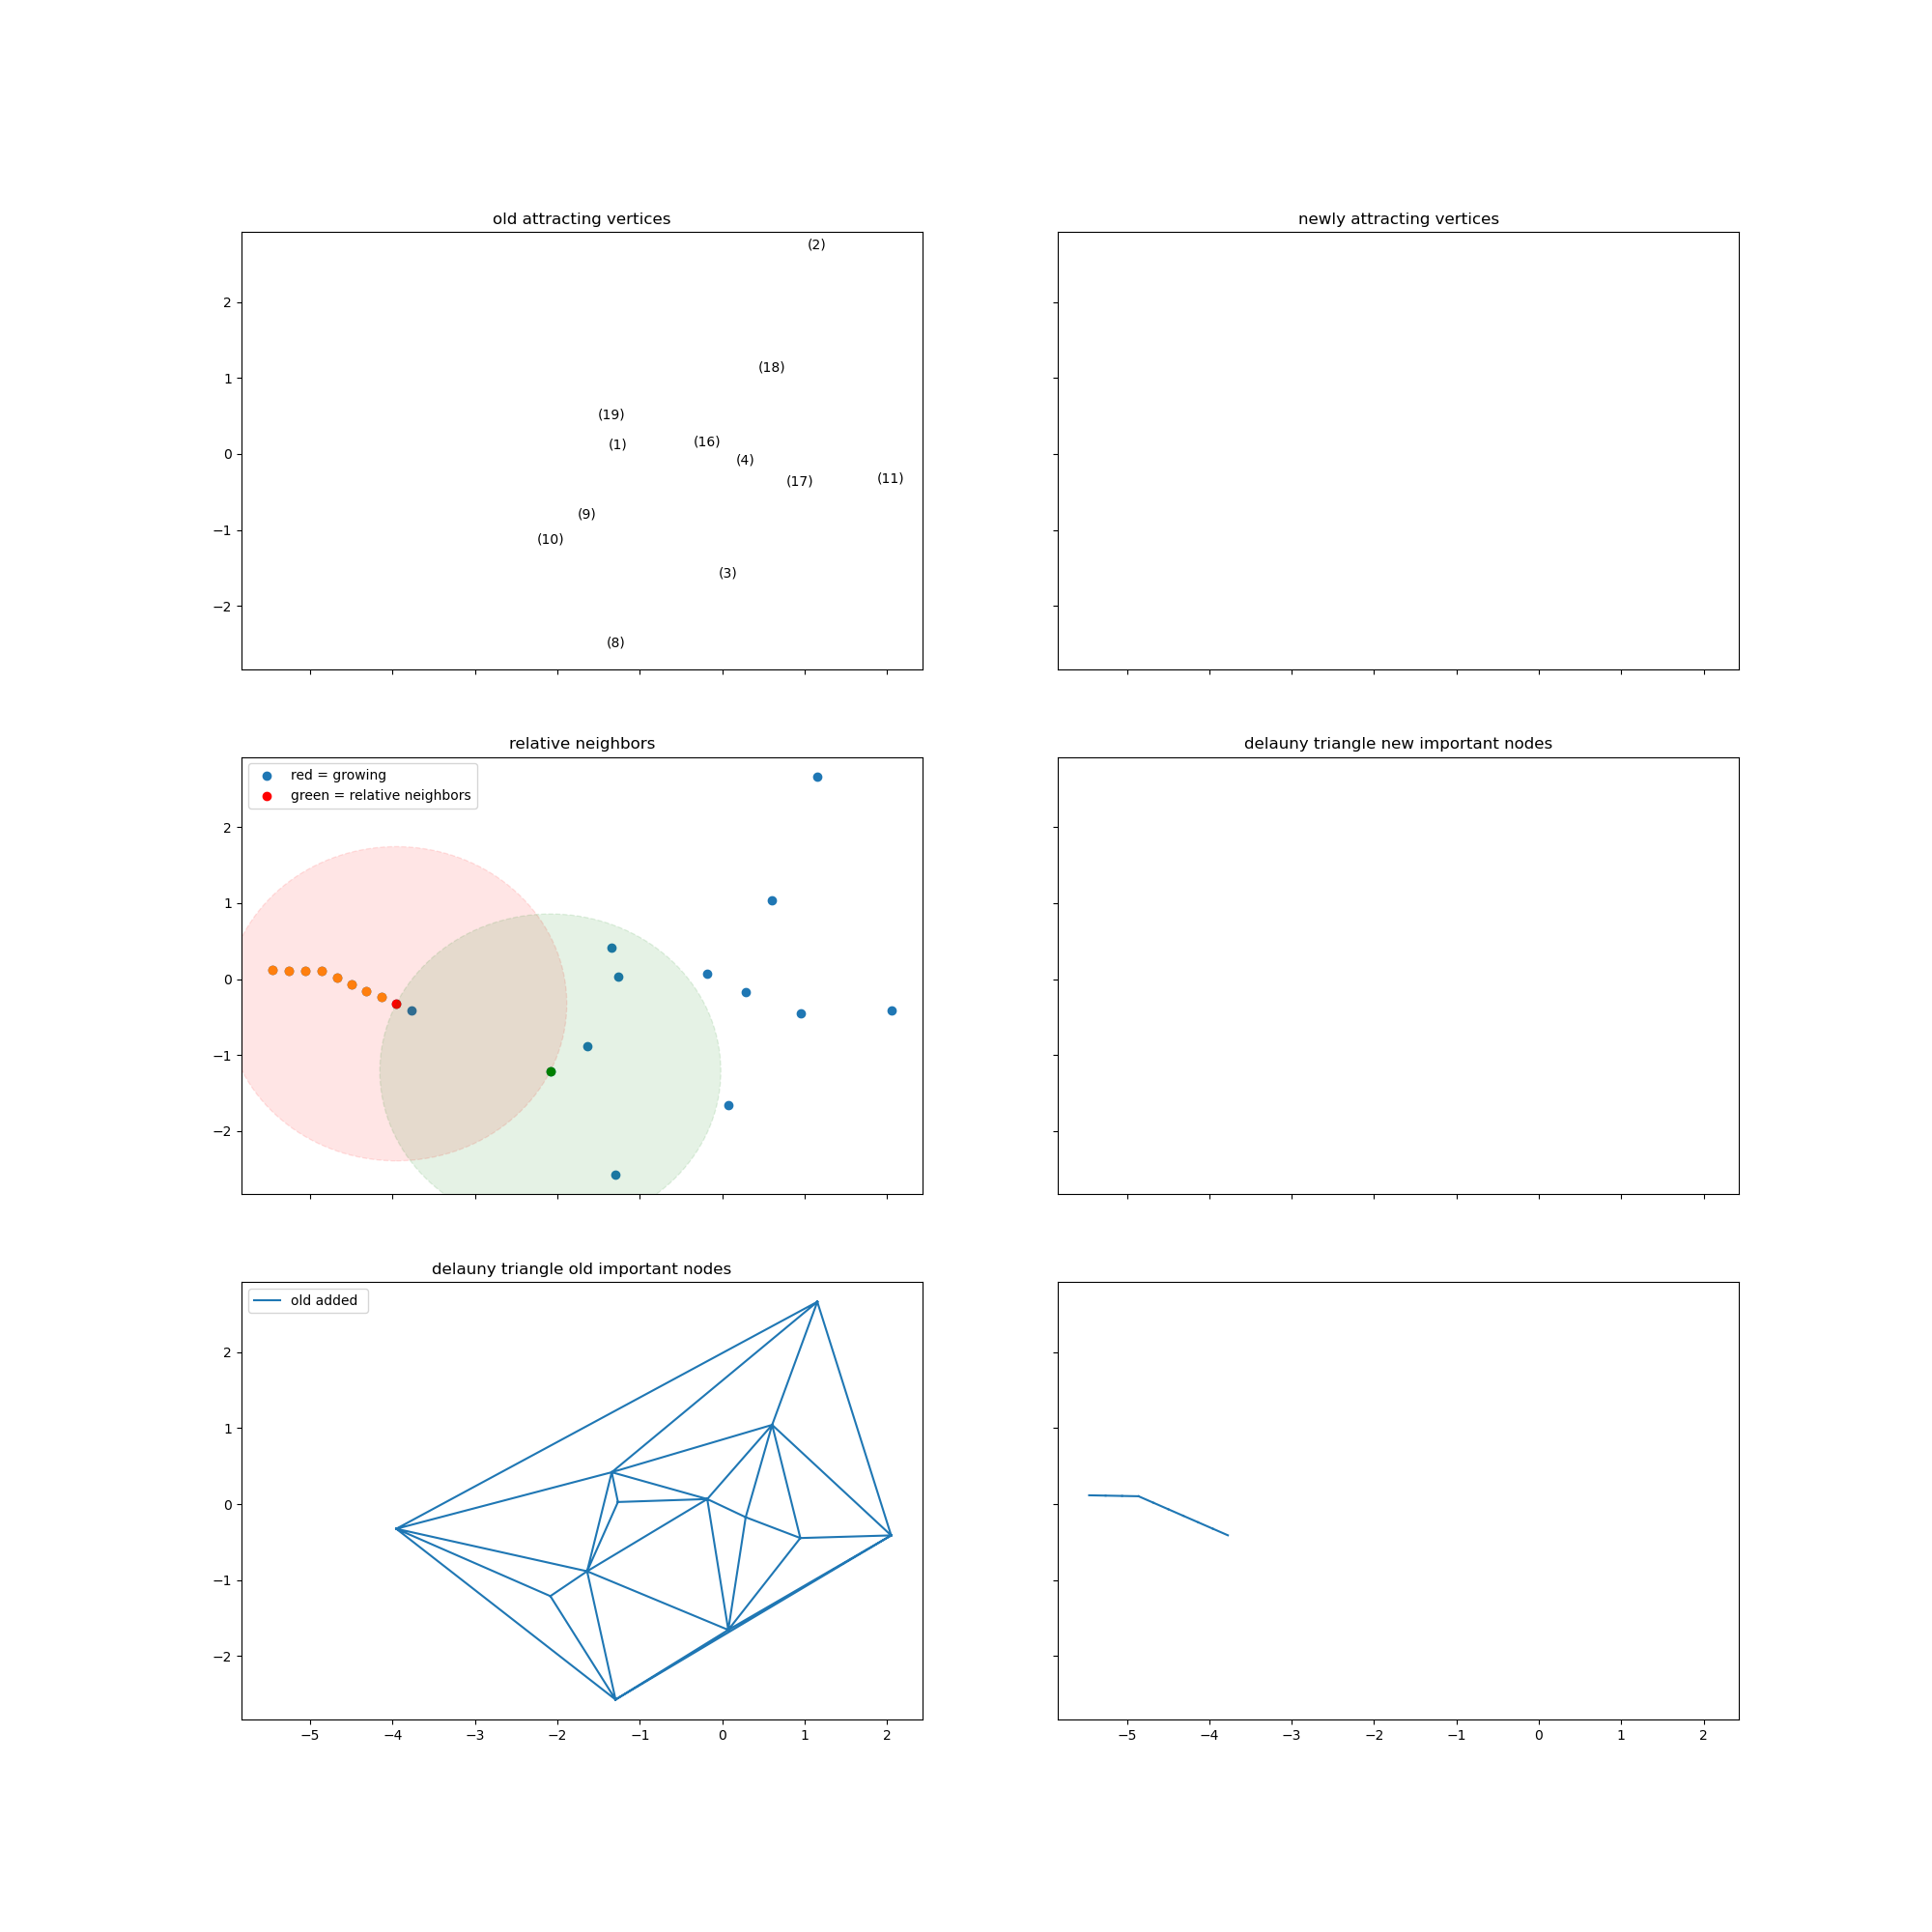 old attracting vertices
newly attracting vertices
(2)
2
(18)
1
(19)
(1)
(16)
0
(4)
(17)
(11)
(9)
−1
(10)
(3)
−2
(8)
relative neighbors
delauny triangle new important nodes
red = growing
green = relative neighbors
2
1
0
−1
−2
delauny triangle old important nodes
old added
2
1
0
−1
−2
−5 −4 −3 −2 −1 0 1 2
−5 −4 −3 −2 −1 0 1 2